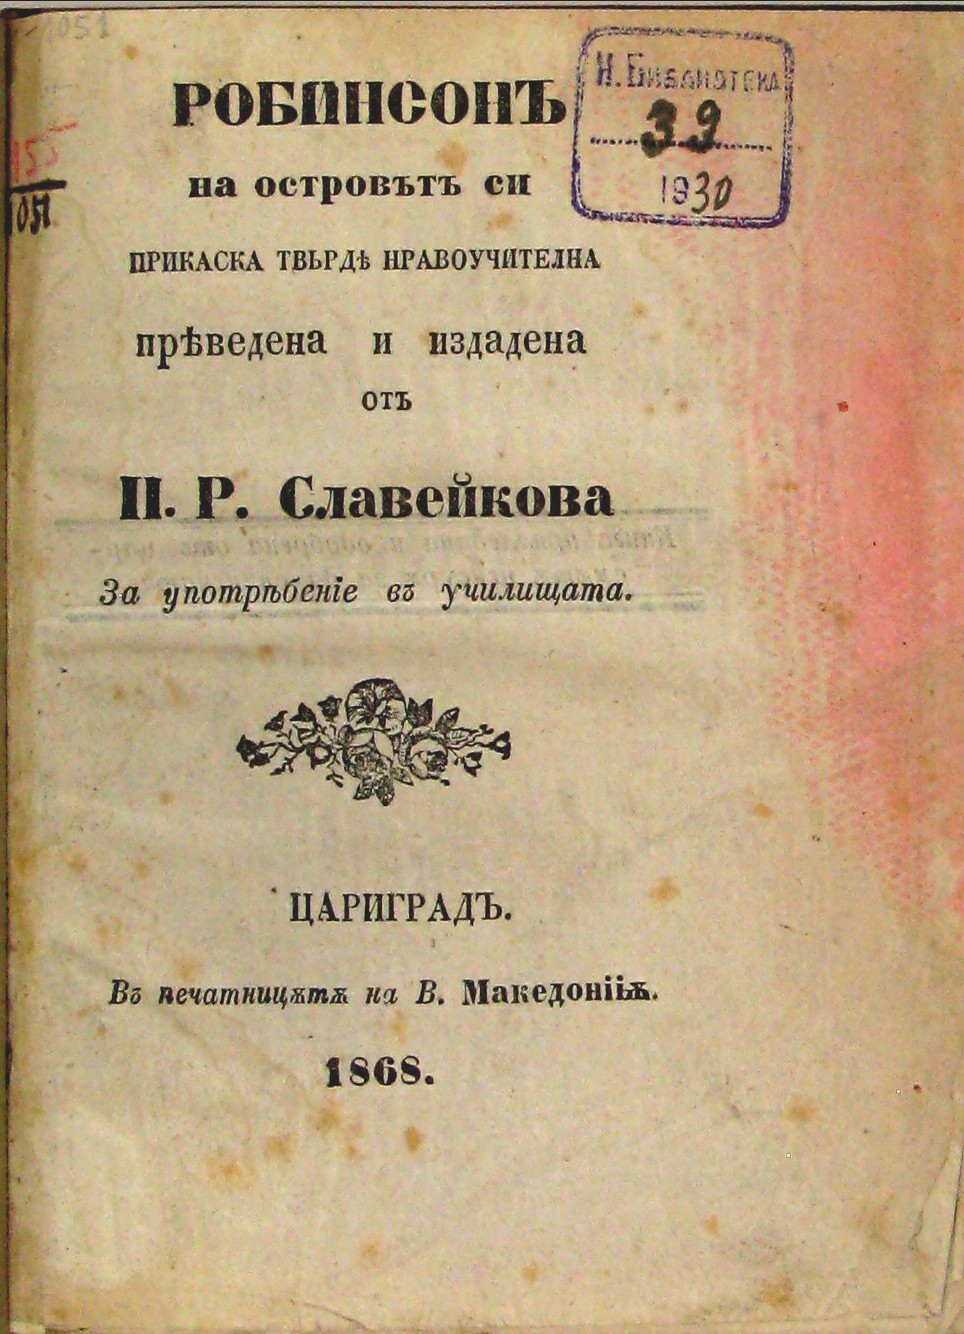 1051
РОБИНСОНЪ
на островътъ си
ПРИКАСКА ТВЬРДѢ НРАВОУЧИТЕЛНА
прѣведена и издадена
отъ
П. Р. Славейкова
За употрѣбеніе въ училищата.
ЦАРИГРАДЪ.
Въ печатницѫтѫ на В. Македоніѭ.
1868.
Н. БИБЛИОТЕКА
39
1930